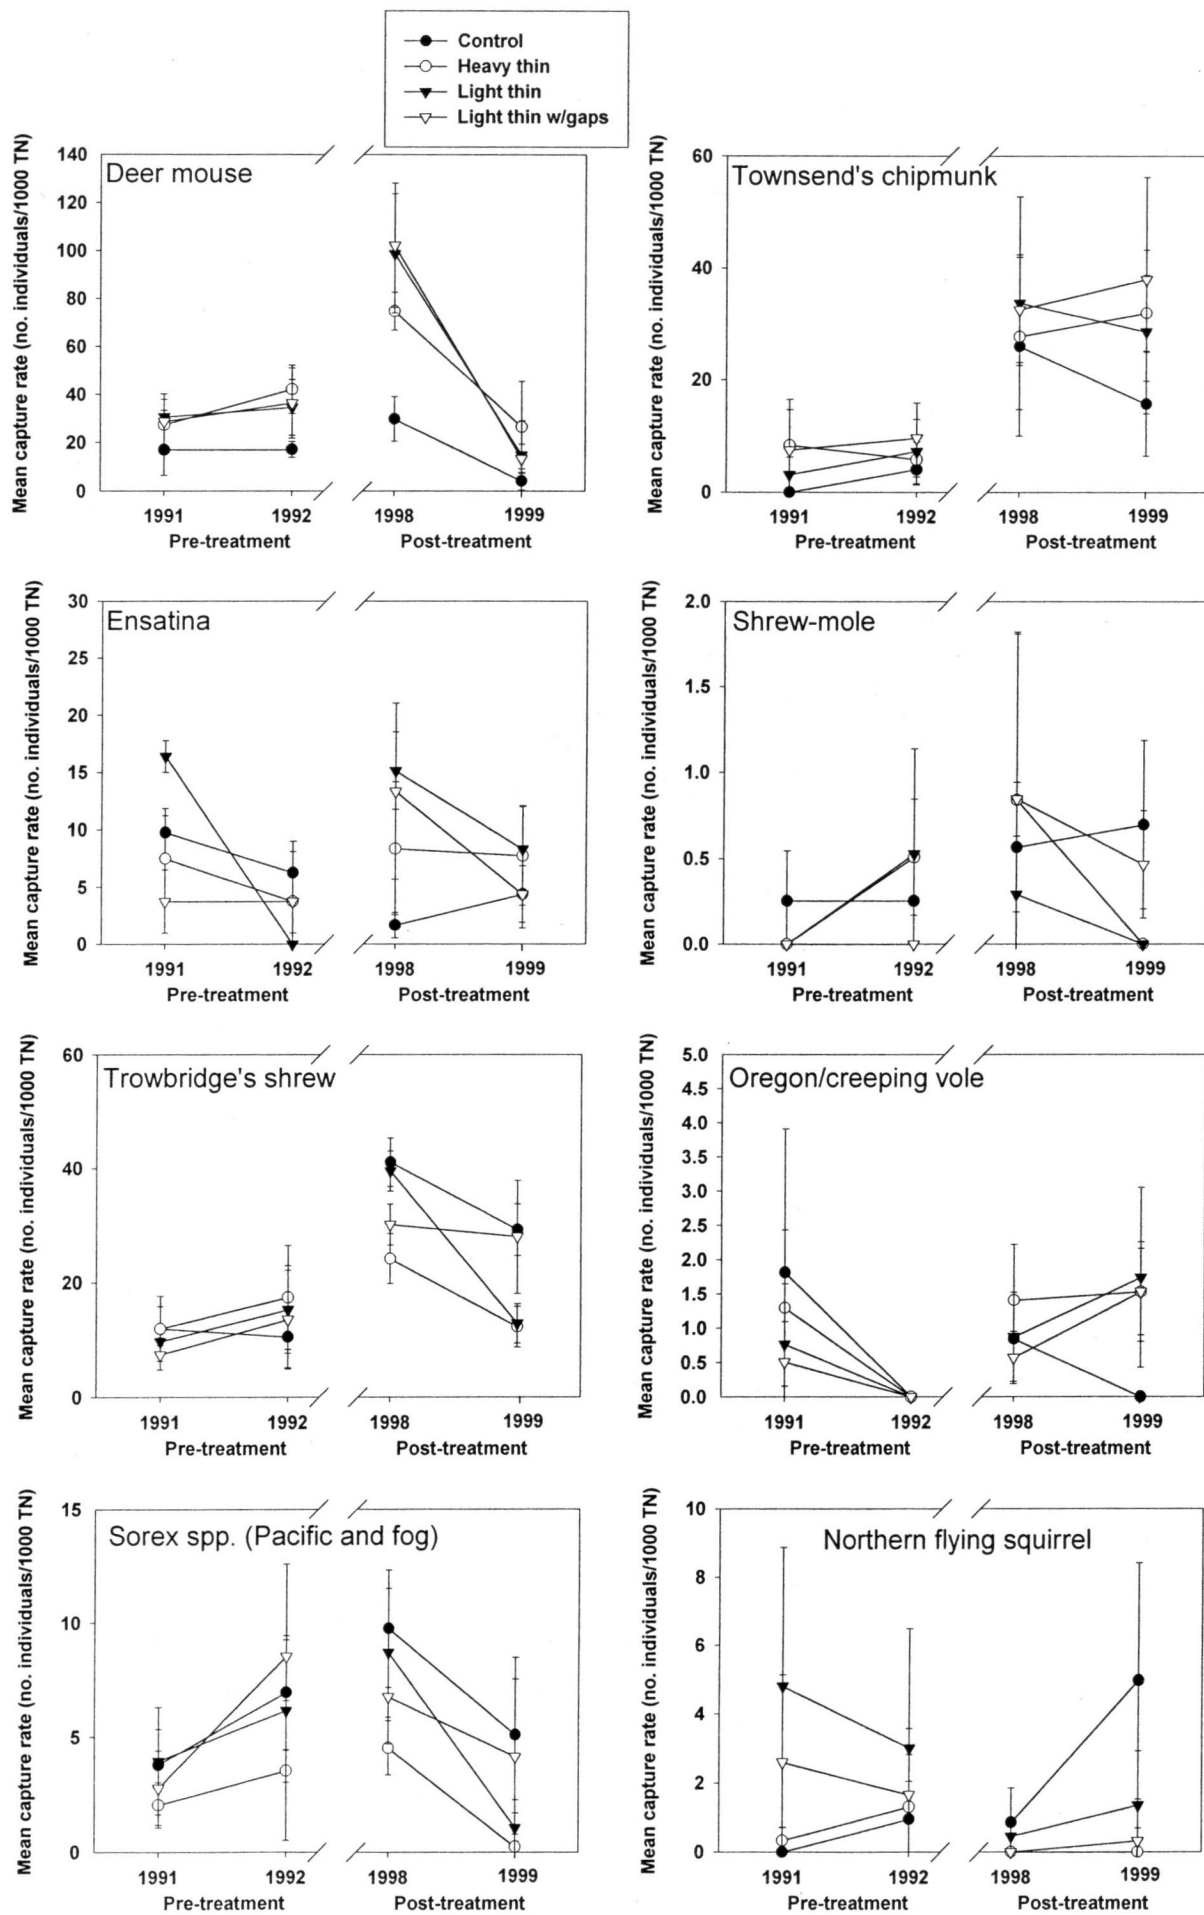 Control
Heavy thin
Light thin
Light thin w/gaps
Mean capture rate (no. individuals/1000 TN)
140
120
100
80
60
40
20
0
Deer mouse
1991
1992
1998
1999
Pre-treatment
Post-treatment
Mean capture rate (no. individuals/1000 TN)
60
40
20
0
Townsend's chipmunk
1991
1992
1998
1999
Pre-treatment
Post-treatment
Mean capture rate (no. individuals/1000 TN)
30
25
20
15
10
5
0
Ensatina
1991
1992
1998
1999
Pre-treatment
Post-treatment
Mean capture rate (no. individuals/1000 TN)
2.0
1.5
1.0
0.5
0.0
Shrew-mole
1991
1992
1998
1999
Pre-treatment
Post-treatment
Mean capture rate (no. individuals/1000 TN)
60
40
20
0
Trowbridge's shrew
1991
1992
1998
1999
Pre-treatment
Post-treatment
Mean capture rate (no. individuals/1000 TN)
5.0
4.5
4.0
3.5
3.0
2.5
2.0
1.5
1.0
0.5
0.0
Oregon/creeping vole
1991
1992
1998
1999
Pre-treatment
Post-treatment
Mean capture rate (no. individuals/1000 TN)
15
10
5
0
Sorex spp. (Pacific and fog)
1991
1992
1998
1999
Pre-treatment
Post-treatment
Mean capture rate (no. individuals/1000 TN)
10
8
6
4
2
0
Northern flying squirrel
1991
1992
1998
1999
Pre-treatment
Post-treatment